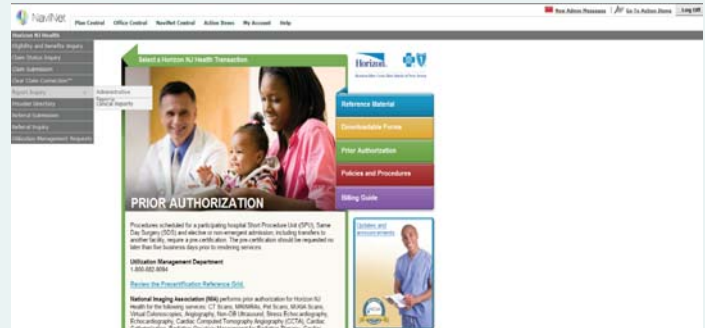 NaviNet
Plan Central Office Central NaviNet Central Action Items My Account Help
New Admin Messages Go To Action Items Log Off
Horizon NJ Health
Eligibility and Benefits Inquiry
Claim Status Inquiry
Claim Submission
Clear Claim Connection™
Report Inquiry
Provider Directory
Referral Submission
Referral Inquiry
Utilization Management Requests
Administrative
Reports
Clinical Reports
Select a Horizon NJ Health Transaction
Horizon
PRIOR AUTHORIZATION
Procedures scheduled for a participating hospital Short Procedure Unit (SPU), Same
Day Surgery (SDS) and elective or non-emergent admission, including transfers to
another facility, require a pre-certification. The pre-certification should be requested no
later than five business days prior to rendering services.
Utilization Management Department
1-800-682-9094
Review the Precertification Reference Grid.
National Imaging Association (NIA) performs prior authorization for Horizon NJ
Health for the following services: CT Scans, MRI/MRAs, Pet Scans, MUGA Scans,
Virtual Colonoscopies, Angiography, Non-OB Ultrasound, Stress Echocardiography,
Echocardiography, Cardiac Computed Tomography Angiography (CCTA), Cardiac
Reference Material
Downloadable Forms
Prior Authorization
Policies and Procedures
Billing Guide
Updates and
announcements